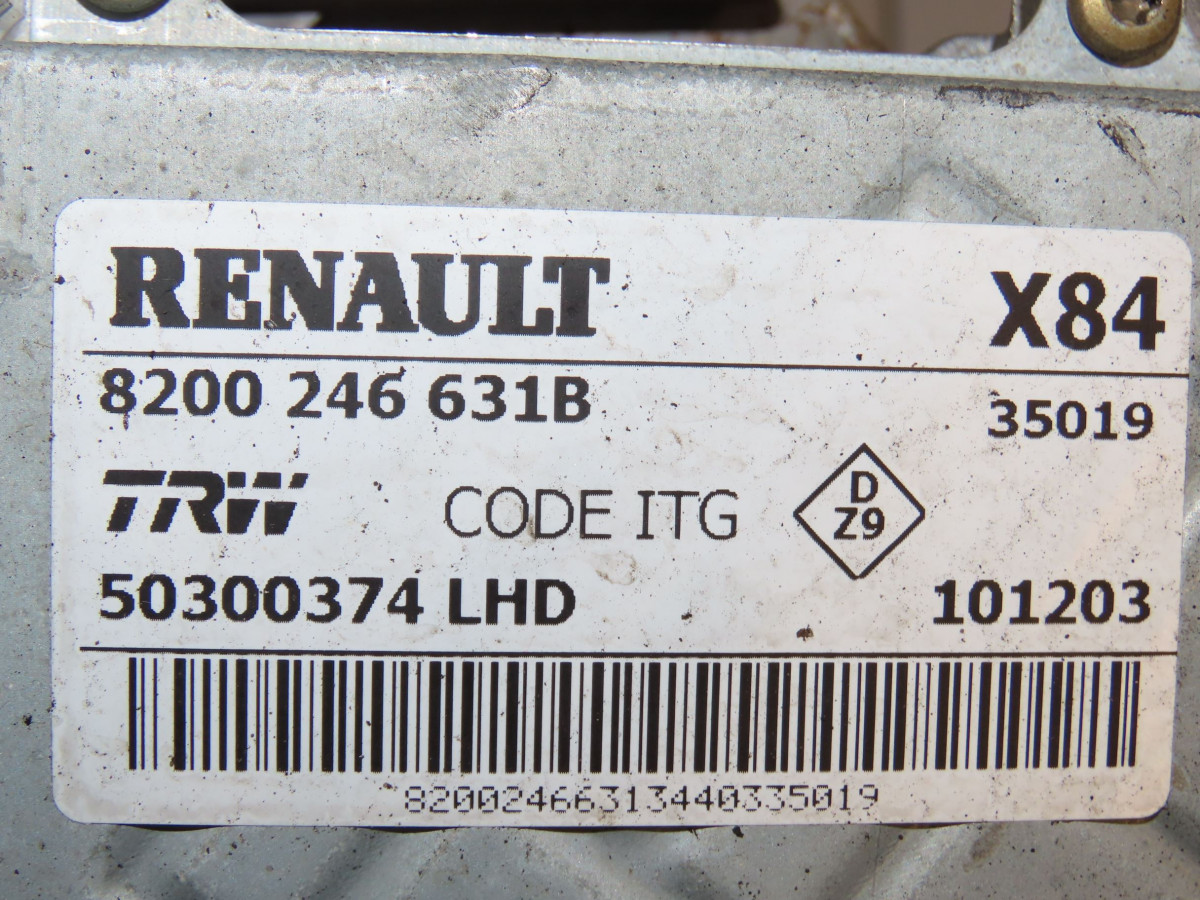 RENAULT X84
8200 246 631B 35019
TRW CODE ITG D Z9
50300374 LHD 101203
82002466313440335019